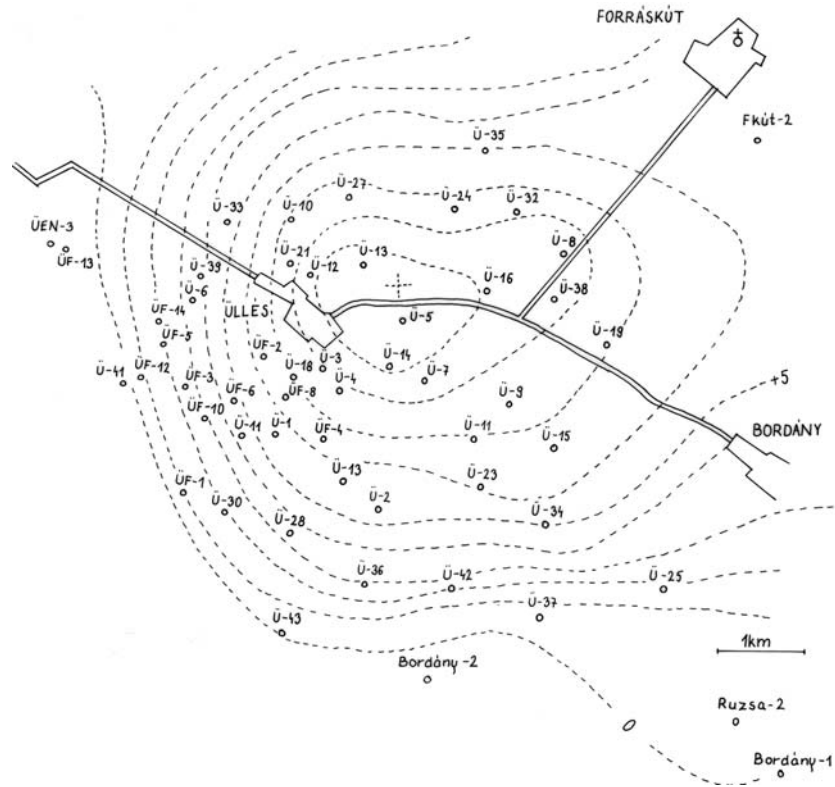 FORRÁSKÚT
Fkút-2
Ü-35
Ü-27
Ü-24
Ü-32
Ü-33
Ü-10
ÜEN-3
ÜF-13
Ü-8
Ü-21
Ü-12
Ü-13
Ü-39
Ü-6
Ü-16
Ü-38
ÜLLÉS
ÜF-14
Ü-5
ÜF-5
Ü-19
ÜF-2
Ü-3
Ü-14
Ü-41
ÜF-12
ÜF-3
Ü-18
Ü-4
Ü-7
+5
ÜF-6
ÜF-8
Ü-9
ÜF-10
Ü-11
Ü-1
ÜF-4
Ü-11
Ü-15
BORDÁNY
ÜF-1
Ü-30
Ü-13
Ü-23
Ü-2
Ü-28
Ü-34
Ü-36
Ü-42
Ü-25
Ü-43
Ü-37
1km
Bordány-2
0
Ruzsa-2
Bordány-1